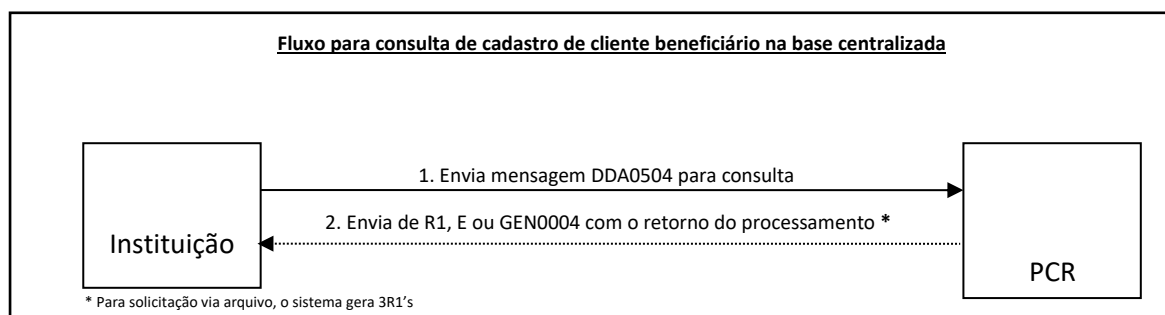 Fluxo para consulta de cadastro de cliente beneficiário na base centralizada
1. Envia mensagem DDA0504 para consulta
2. Envia de R1, E ou GEN0004 com o retorno do processamento *
Instituição
PCR
* Para solicitação via arquivo, o sistema gera 3R1's